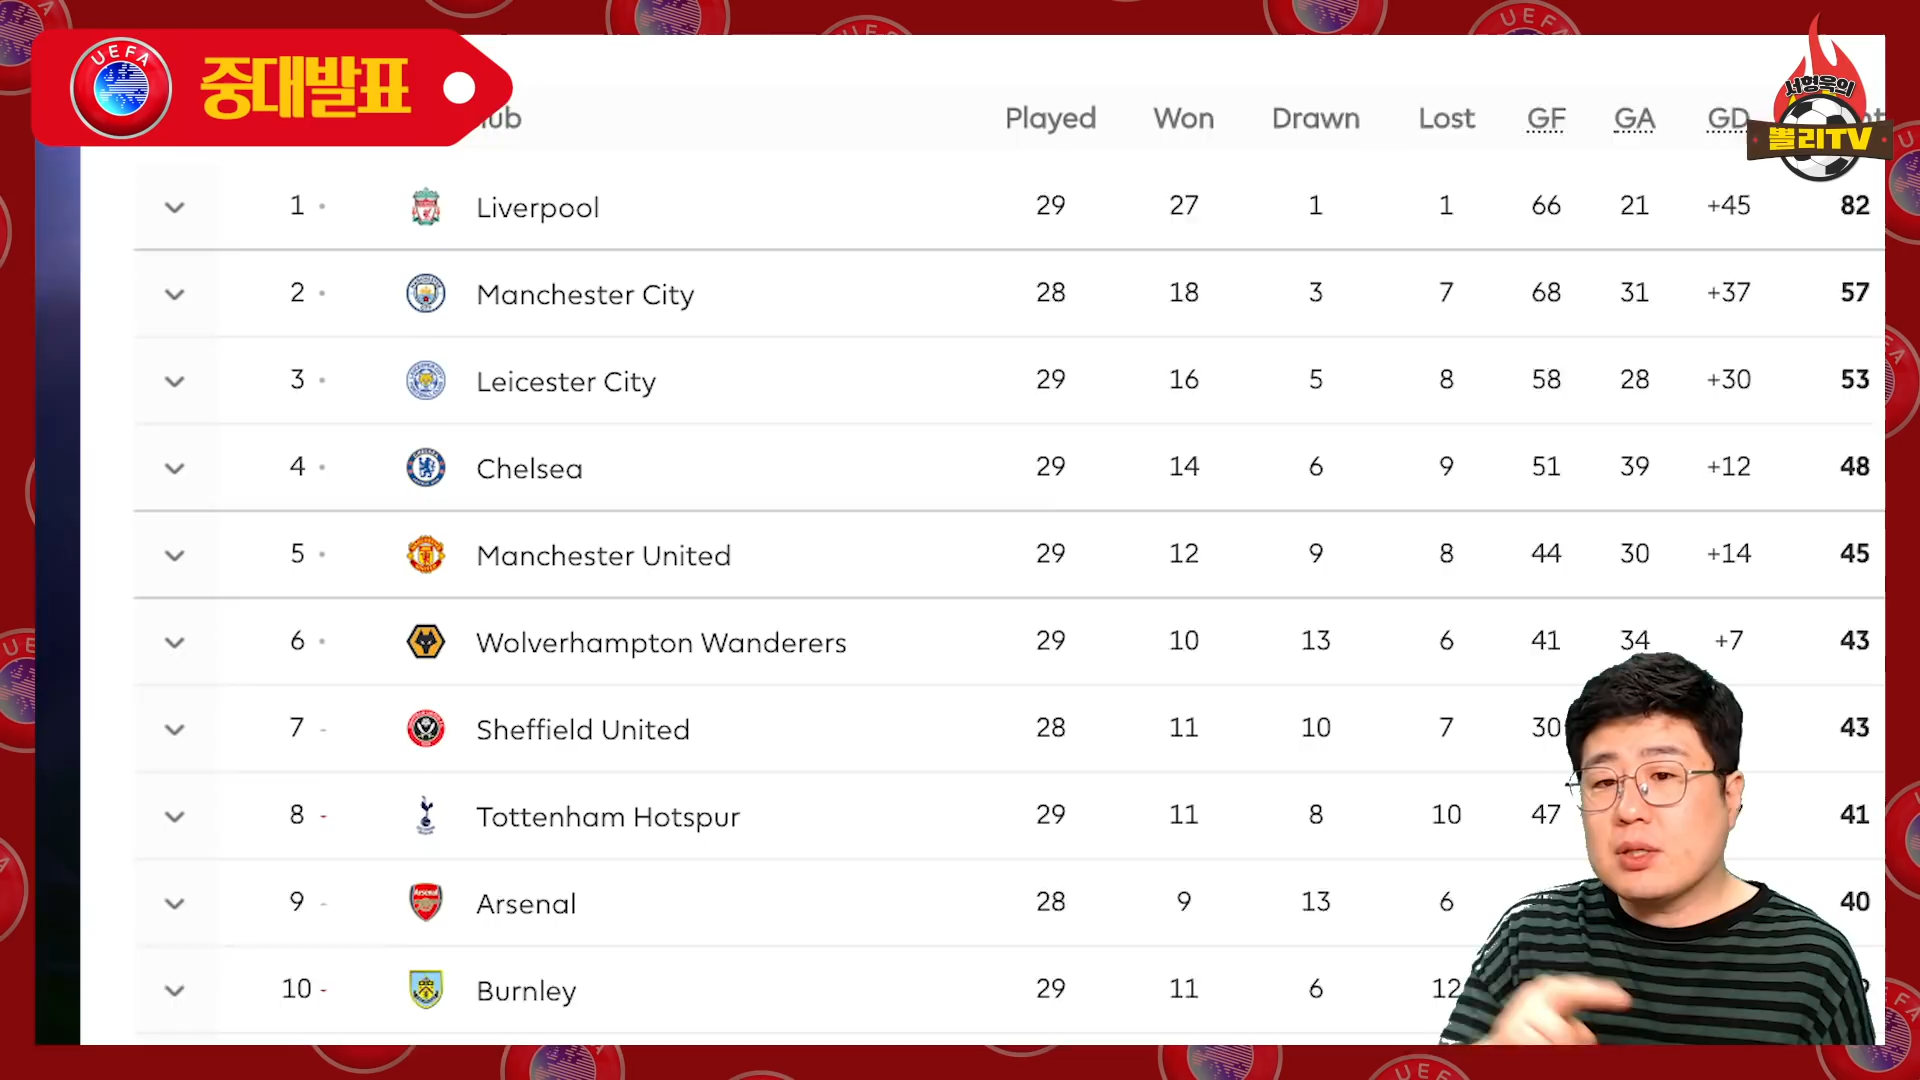 UEFA
중대발표
서형욱의
뽈리TV
Played Won Drawn Lost GF GA GD
1 Liverpool 29 27 1 1 66 21 +45 82
2 Manchester City 28 18 3 7 68 31 +37 57
3 Leicester City 29 16 5 8 58 28 +30 53
4 Chelsea 29 14 6 9 51 39 +12 48
5 Manchester United 29 12 9 8 44 30 +14 45
6 Wolverhampton Wanderers 29 10 13 6 41 34 +7 43
7 Sheffield United 28 11 10 7 30 43
8 Tottenham Hotspur 29 11 8 10 47 41
9 Arsenal 28 9 13 6 40
10 Burnley 29 11 6 12